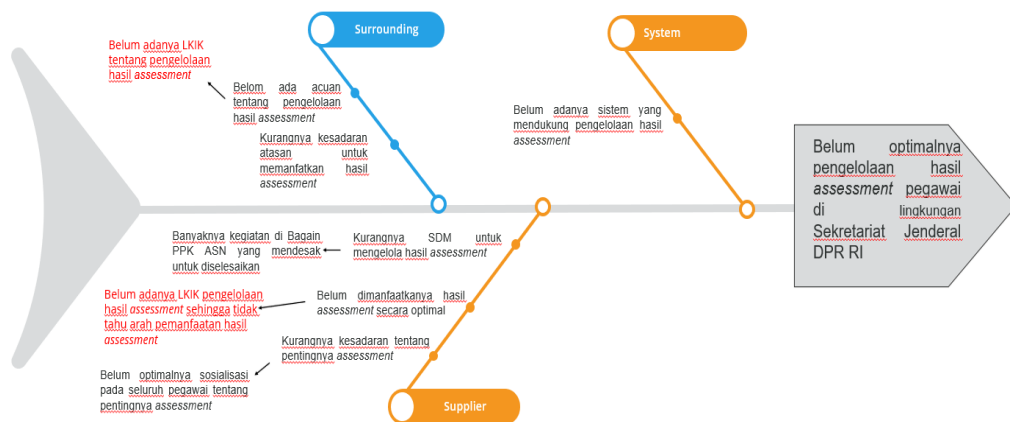 Surrounding
System
Belum adanya LKIK
tentang pengelolaan
hasil assessment
Belom ada acuan
tentang pengelolaan
hasil assessment
Kurangnya kesadaran
atasan untuk
memanfatkan hasil
assessment
Belum adanya sistem yang
mendukung pengelolaan hasil
assessment
Belum optimalnya
pengelolaan hasil
assessment pegawai
di lingkungan
Sekretariat Jenderal
DPR RI
Banyaknya kegiatan di Bagain
PPK ASN yang mendesak
untuk diselesaikan
Kurangnya SDM untuk
mengelola hasil assessment
Belum adanya LKIK pengelolaan
hasil assessment sehingga tidak
tahu arah pemanfaatan hasil
assessment
Belum dimanfaatkanya hasil
assessment secara optimal
Kurangnya kesadaran tentang
pentingnya assessment
Belum optimalnya sosialisasi
pada seluruh pegawai tentang
pentingnya assessment
Supplier